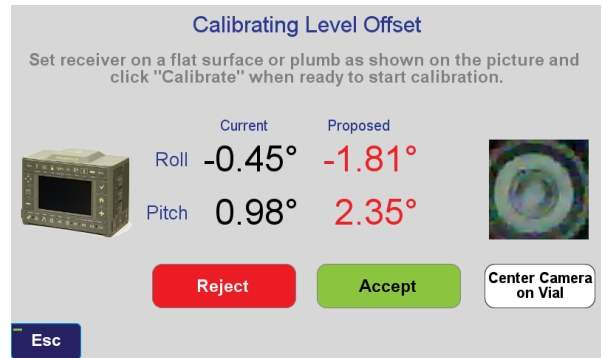 Calibrating Level Offset
Set receiver on a flat surface or plumb as shown on the picture and
click "Calibrate" when ready to start calibration.
Current Proposed
Roll -0.45° -1.81°
Pitch 0.98° 2.35°
Reject
Accept
Center Camera
on Vial
Esc